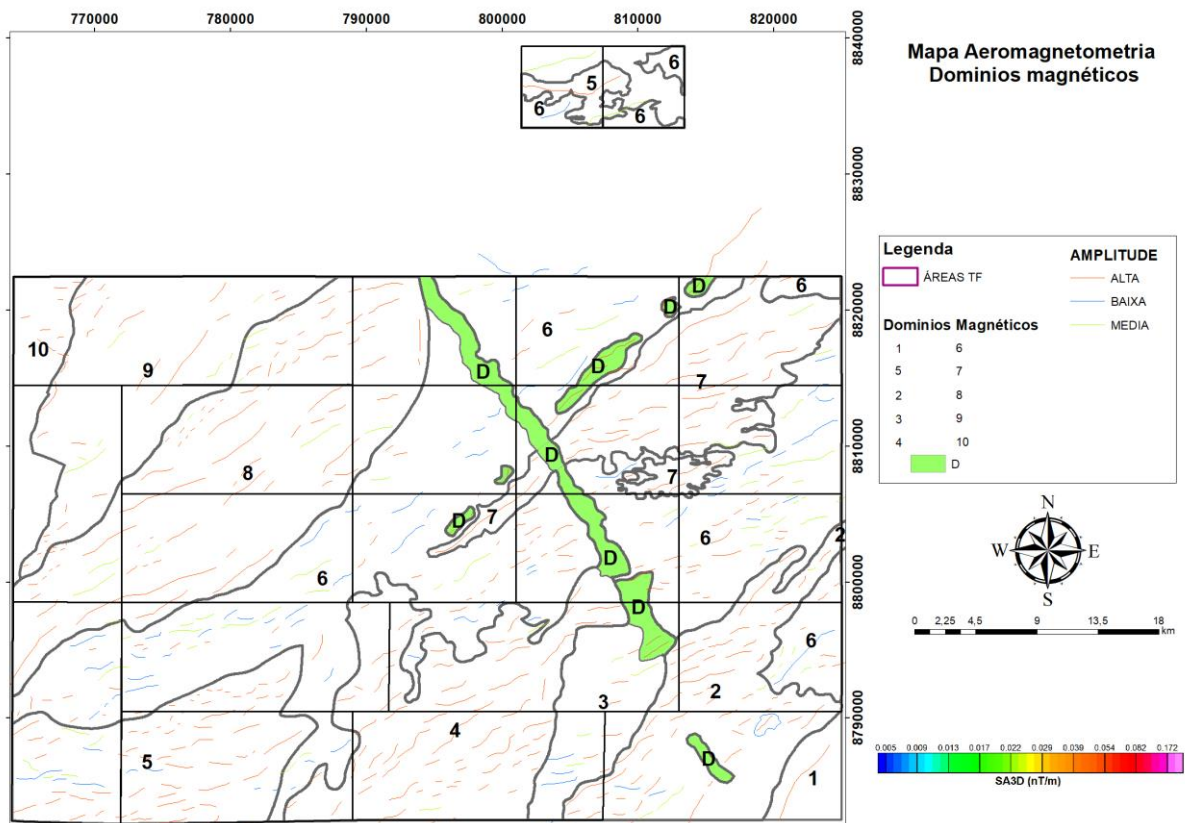 770000
780000
790000
800000
810000
820000
Mapa Aeromagnetometria
Dominios magnéticos
8840000
8830000
8820000
8810000
8800000
8790000
5
6
6
6
D
6
D
6
10
9
D
D
7
8
D
7
D
7
2
6
D
6
D
6
3
2
4
5
D
1
Legenda
ÁREAS TF
AMPLITUDE
ALTA
BAIXA
MEDIA
Dominios Magnéticos
1 6
5 7
2 8
3 9
4 10
D
N
W E
S
0 2,25 4,5 9 13,5 18
km
0.005 0.009 0.013 0.017 0.022 0.029 0.039 0.054 0.082 0.172
SA3D (nT/m)